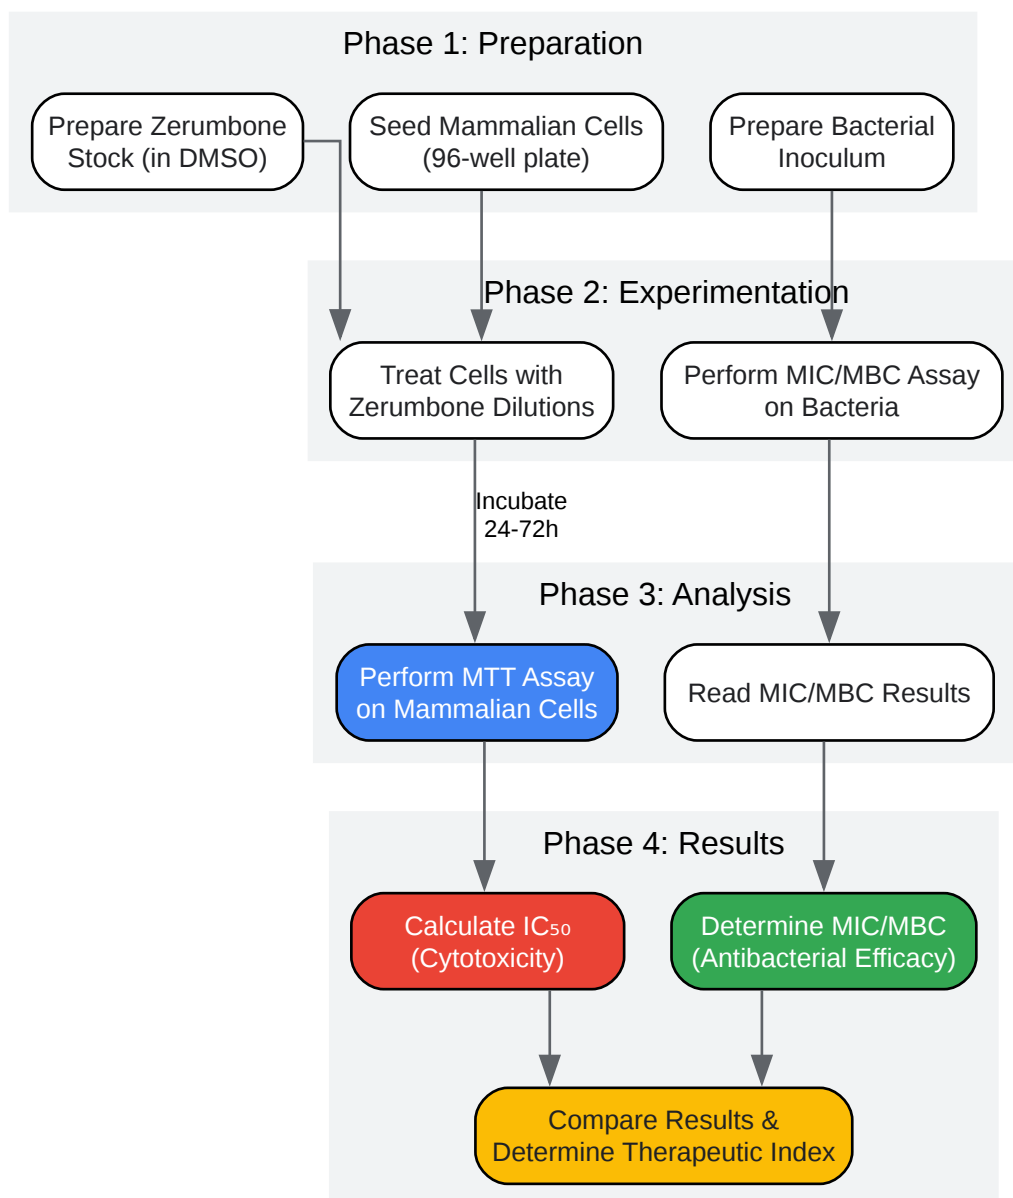 Phase 1: Preparation
Prepare Zerumbone
Stock (in DMSO)
Seed Mammalian Cells
(96-well plate)
Prepare Bacterial
Inoculum
Phase 2: Experimentation
Treat Cells with
Zerumbone Dilutions
Perform MIC/MBC Assay
on Bacteria
Incubate
24-72h
Phase 3: Analysis
Perform MTT Assay
on Mammalian Cells
Read MIC/MBC Results
Phase 4: Results
Calculate IC₅₀
(Cytotoxicity)
Determine MIC/MBC
(Antibacterial Efficacy)
Compare Results &
Determine Therapeutic Index